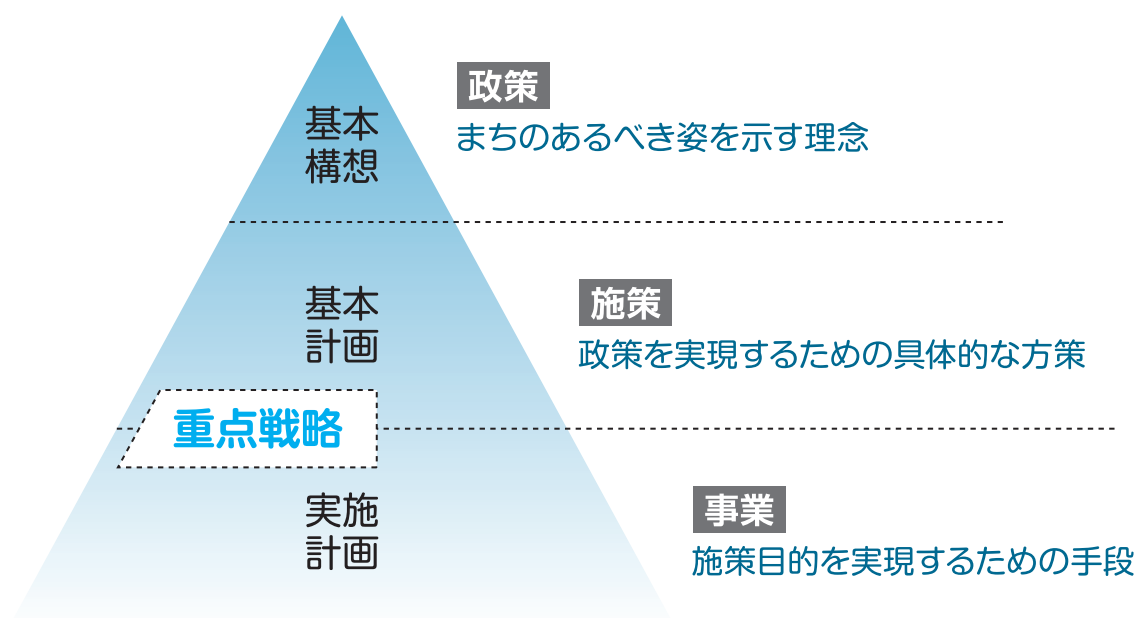 基本
構想
政策
まちのあるべき姿を示す理念
基本
計画
施策
政策を実現するための具体的な方策
重点戦略
実施
計画
事業
施策目的を実現するための手段